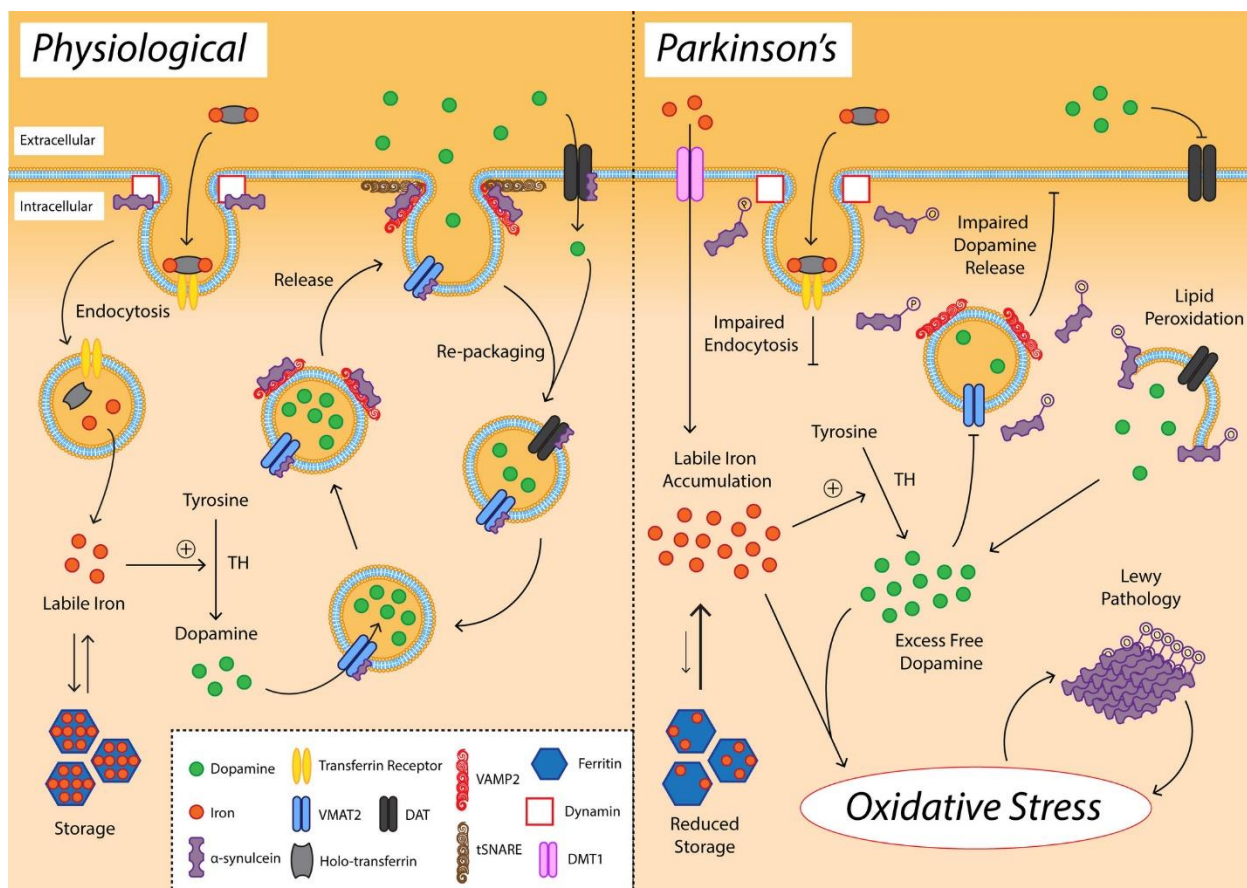 Physiological
Extracellular
Intracellular
Endocytosis
Release
Re-packaging
Labile Iron
+
Tyrosine
TH
Dopamine
Storage
Dopamine
Transferrin Receptor
VAMP2
Ferritin
Iron
VMAT2
DAT
Dynamin
α-synulcein
Holo-transferrin
tSNARE
DMT1
Parkinson's
P
O
Impaired
Dopamine
Release
Impaired
Endocytosis
P
O
O
Lipid
Peroxidation
O
O
Labile Iron
Accumulation
+
Tyrosine
TH
Excess Free
Dopamine
Lewy
Pathology
O O O O O O O
Reduced
Storage
Oxidative Stress